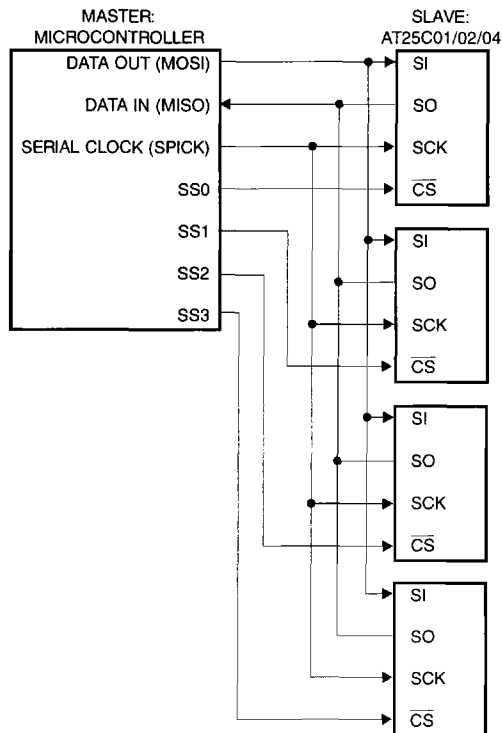 MASTER:
MICROCONTROLLER
DATA OUT (MOSI)
DATA IN (MISO)
SERIAL CLOCK (SPICK)
SS0
SS1
SS2
SS3
SLAVE:
AT25C01/02/04
SI
SO
SCK
CS
SI
SO
SCK
CS
SI
SO
SCK
CS
SI
SO
SCK
CS